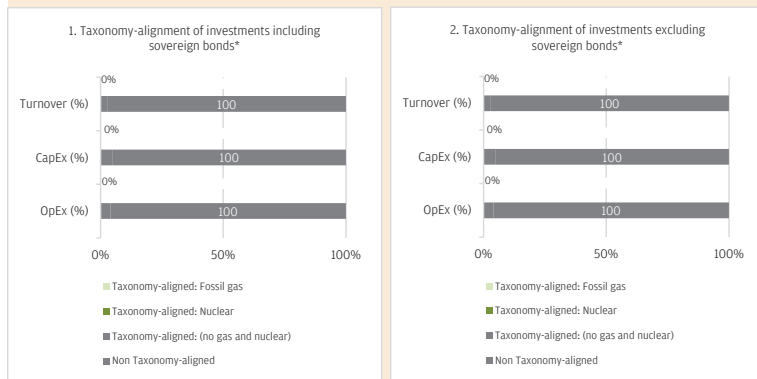 1. Taxonomy-alignment of investments including
sovereign bonds*
0%
Turnover (%)
100
0%
CapEx (%)
100
0%
OpEx (%)
100
0%
50%
100%
Taxonomy-aligned: Fossil gas
Taxonomy-aligned: Nuclear
Taxonomy-aligned: (no gas and nuclear)
Non Taxonomy-aligned
2. Taxonomy-alignment of investments excluding
sovereign bonds*
0%
Turnover (%)
100
0%
CapEx (%)
100
0%
OpEx (%)
100
0%
50%
100%
Taxonomy-aligned: Fossil gas
Taxonomy-aligned: Nuclear
Taxonomy-aligned: (no gas and nuclear)
Non Taxonomy-aligned